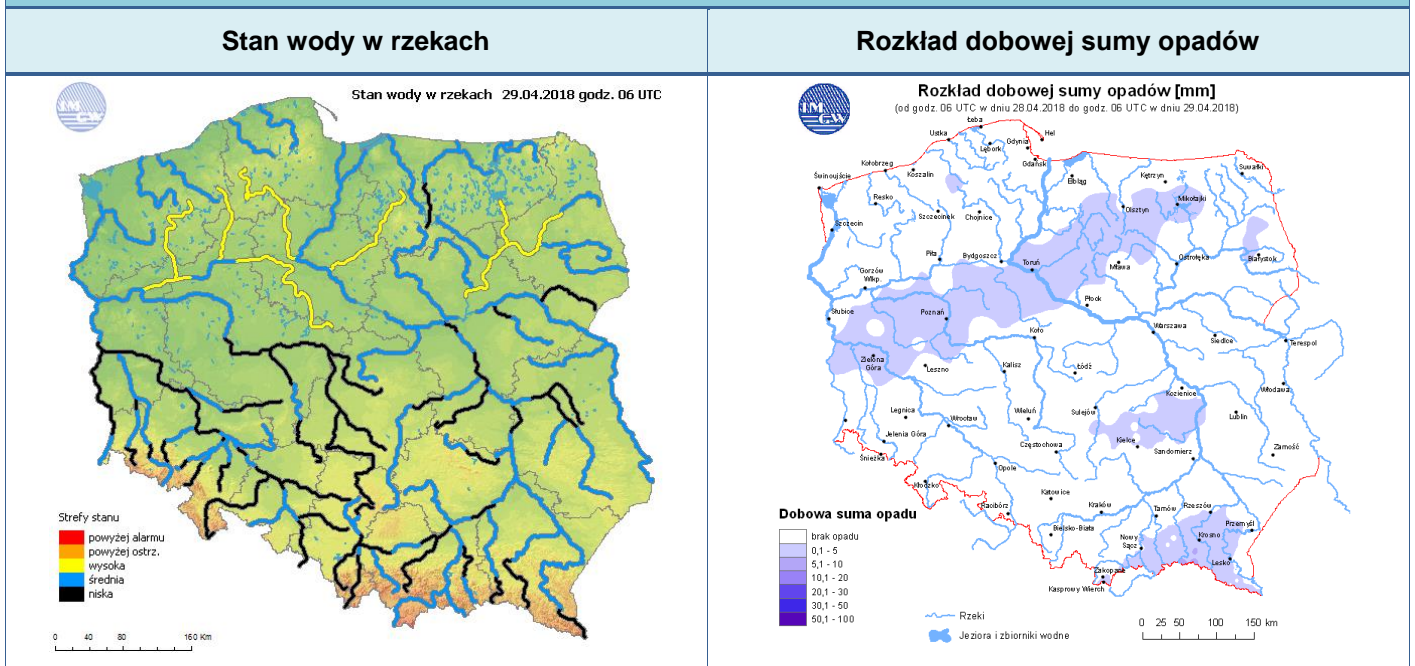 Stan wody w rzekach
Rozkład dobowej sumy opadów
IM
GW
Stan wody w rzekach 29.04.2018 godz. 06 UTC
Strefy stanu
powyżej alarmu
powyżej ostrz.
wysoka
średnia
niska
0 40 80 160 Km
IM
GW
Rozkład dobowej sumy opadów [mm]
(od godz. 06 UTC w dniu 28.04.2018 do godz. 06 UTC w dniu 29.04.2018)
Łeba
Ustka
Hel
Gdynia
Lębork
Gdańsk
Kołobrzeg
Koszalin
Suwałki
Elbląg
Kętrzyn
Świnoujście
Resko
Mikołajki
Szczecinek
Chojnice
Olsztyn
Szczecin
Piła
Bydgoszcz
Toruń
Mława
Ostrołęka
Białystok
Gorzów
Wlkp.
Płock
Słubice
Poznań
Koło
Warszawa
Siedlce
Terespol
Zielona
Góra
Leszno
Kalisz
Łódź
Kozienice
Włodawa
Legnica
Wrocław
Wieluń
Sulejów
Lublin
Jelenia Góra
Kielce
Częstochowa
Sandomierz
Zamość
Śnieżka
Opole
Kłodzko
Katowice
Racibórz
Kraków
Tarnów
Rzeszów
Bielsko-Biała
Przemyśl
Nowy
Sącz
Krosno
Lesko
Zakopane
Kasprowy Wierch
Dobowa suma opadu
brak opadu
0,1 - 5
5,1 - 10
10,1 - 20
20,1 - 30
30,1 - 50
50,1 - 100
Rzeki
Jeziora i zbiorniki wodne
0 25 50 100 150 km